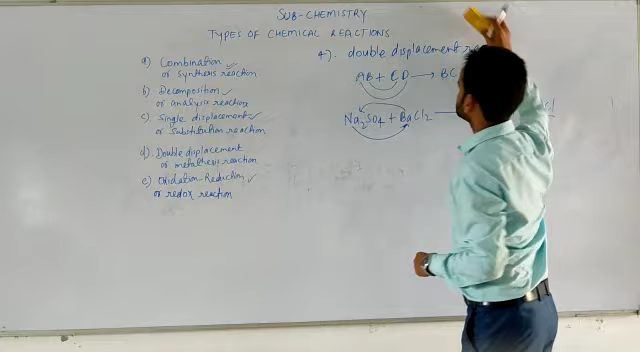 SUB-CHEMISTRY
TYPES OF CHEMICAL REACTIONS
a) Combination ✓
or synthesis reaction
b) Decomposition ✓
or analysis reaction
c) Single displacement ✓
or Substitution reaction
d) Double displacement
or metathesis reaction
e) Oxidation-Reduction ✓
or redox reaction
4). double displacement
AB + CD → BC
Na2SO4 + BaCl2